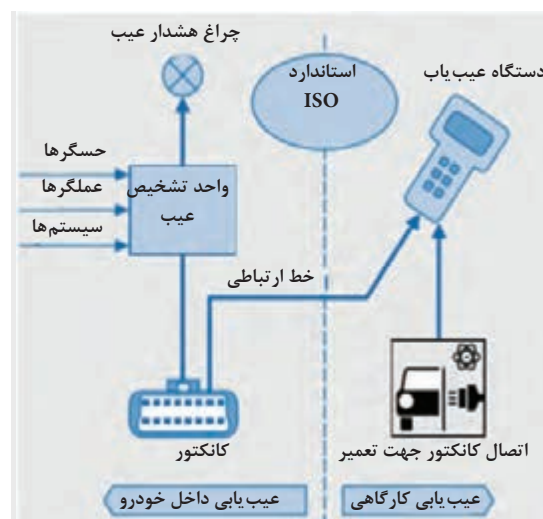 چراغ هشدار عیب
استاندارد
ISO
دستگاه عیب‌یاب
حسگرها
عملگرها
سیستم‌ها
واحد تشخیص
عیب
خط ارتباطی
کانکتور
اتصال کانکتور جهت تعمیر
عیب‌یابی کارگاهی
عیب‌یابی داخل خودرو